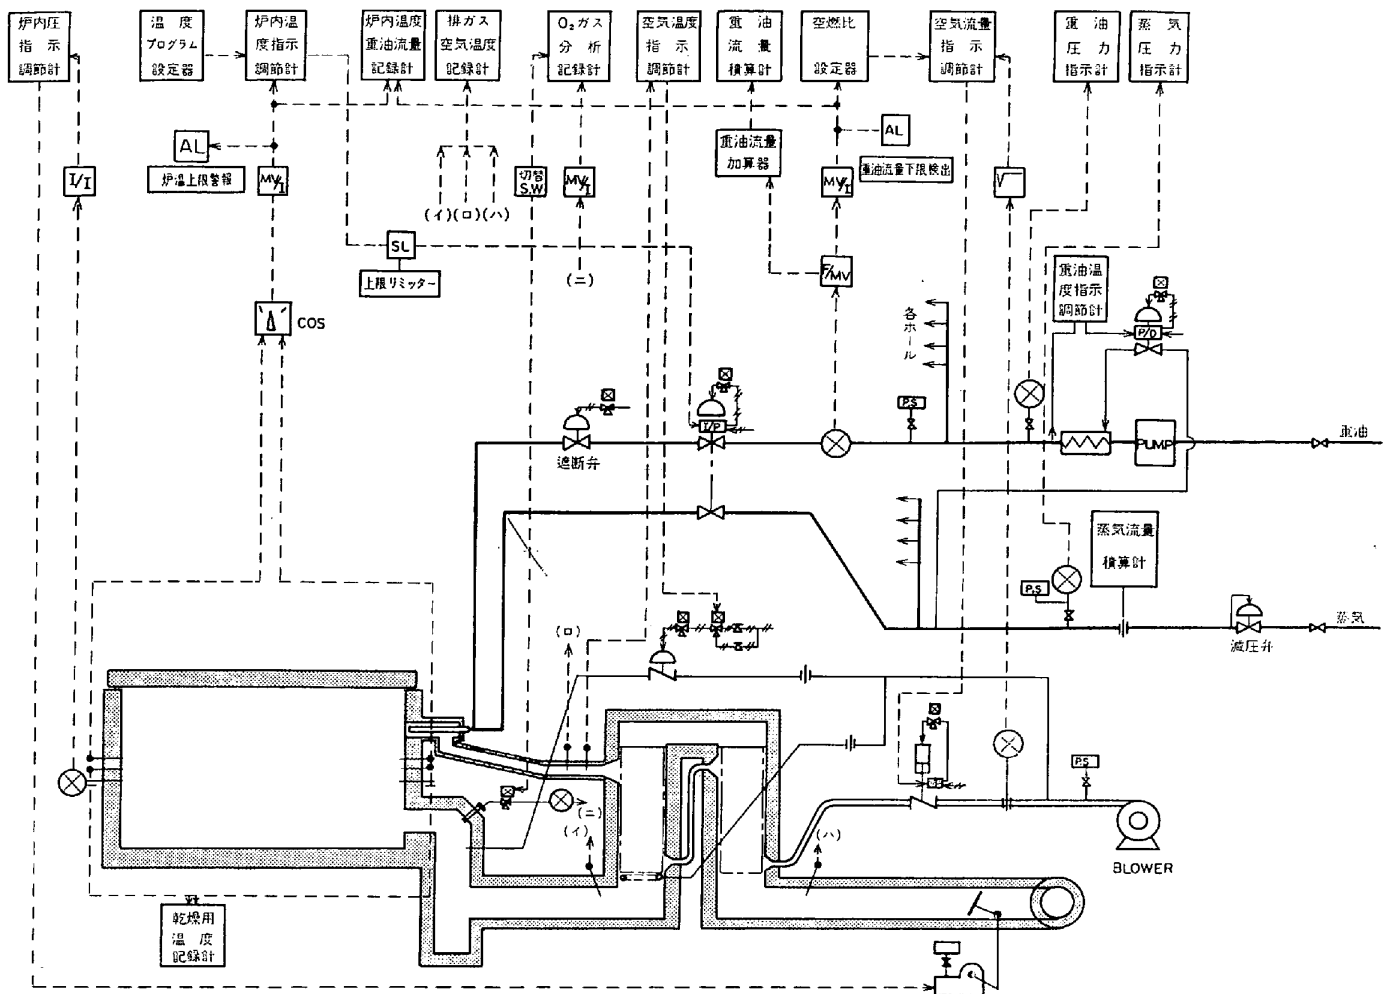 炉内圧
指示
調節計
温度
プログラム
設定器
炉内温
度指示
調節計
炉内温度
重油流量
記録計
排ガス
空気温度
記録計
O₂ガス
分析
記録計
空気温度
指示
調節計
重油
流量
積算計
空燃比
設定器
空気流量
指示
調節計
重油
圧力
指示計
蒸気
圧力
指示計
AL
炉温上限警報
I/I
MV/I
(イ)(ロ)(ハ)
切替
S.W
MV/I
(ニ)
重油流量
加算器
AL
重油流量下限検出
MV/I
√
SL
上限リミッター
F/MV
COS
各ホール
重油温
度指示
調節計
P/D
P.S
I/P
遮断弁
PUMP
重油
蒸気流量
積算計
P.S
減圧弁
蒸気
(ロ)
P.S
(ニ)
(イ)
(ハ)
BLOWER
乾燥用
温度
記録計